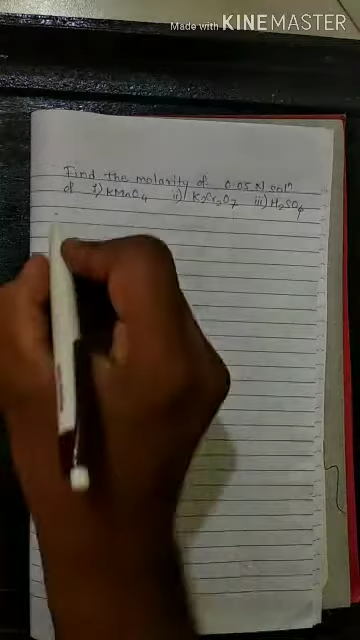 Made with KINEMASTER
Find the molarity of 0.05 N solⁿ
of i) KMnO₄ ii) K₂Cr₂O₇ iii) H₂SO₄